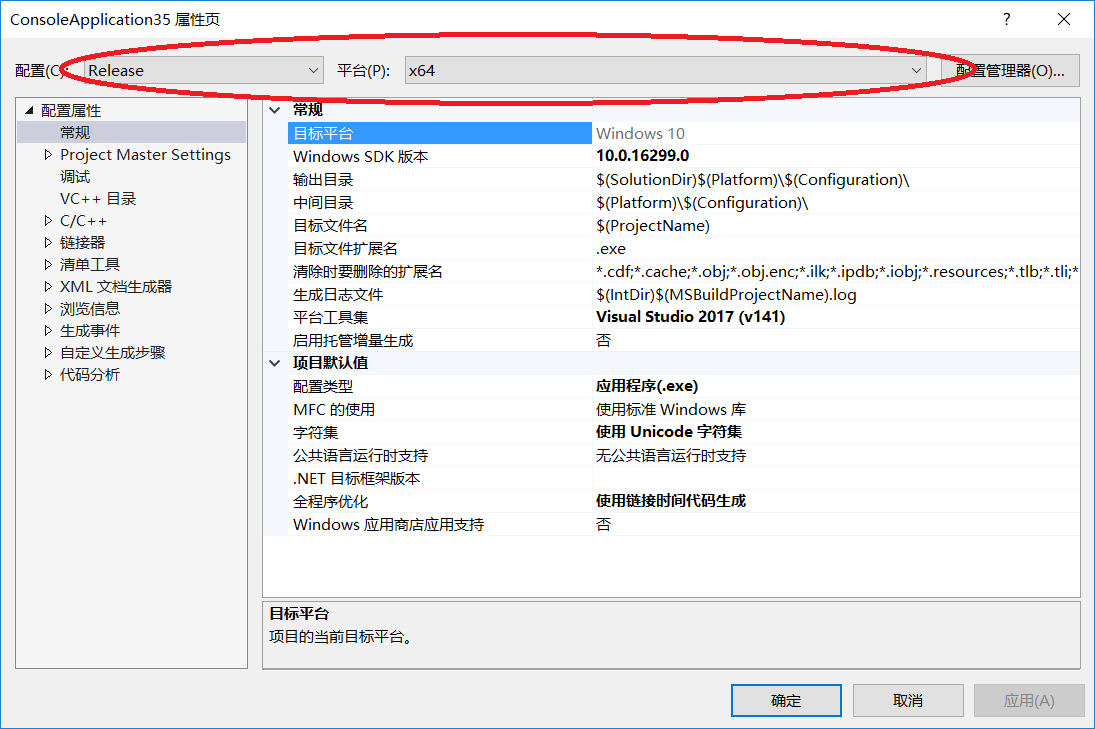 ConsoleApplication35 属性页
配置(C): Release 平台(P): x64 配置管理器(O)...
配置属性
常规
Project Master Settings
调试
VC++ 目录
C/C++
链接器
清单工具
XML 文档生成器
浏览信息
生成事件
自定义生成步骤
代码分析
常规
目标平台 Windows 10
Windows SDK 版本 10.0.16299.0
输出目录 $(SolutionDir)$(Platform)\$(Configuration)\
中间目录 $(Platform)\$(Configuration)\
目标文件名 $(ProjectName)
目标文件扩展名 .exe
清除时要删除的扩展名 *.cdf;*.cache;*.obj;*.obj.enc;*.ilk;*.ipdb;*.iobj;*.resources;*.tlb;*.tli;*
生成日志文件 $(IntDir)$(MSBuildProjectName).log
平台工具集 Visual Studio 2017 (v141)
启用托管增量生成 否
项目默认值
配置类型 应用程序(.exe)
MFC 的使用 使用标准 Windows 库
字符集 使用 Unicode 字符集
公共语言运行时支持 无公共语言运行时支持
.NET 目标框架版本
全程序优化 使用链接时间代码生成
Windows 应用商店应用支持 否
目标平台
项目的当前目标平台。
确定 取消 应用(A)